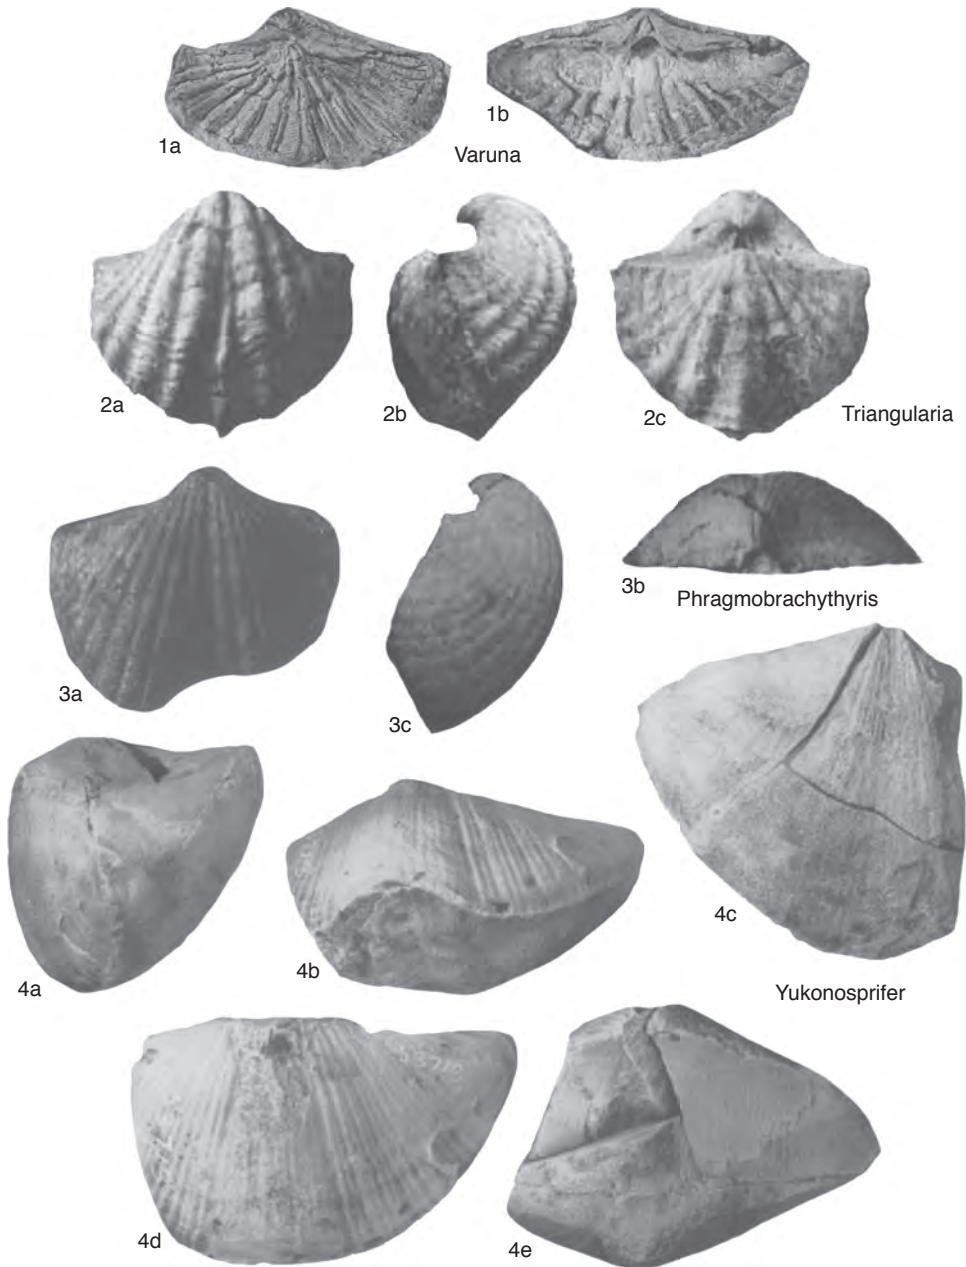 1a
1b
Varuna
2a
2b
2c
Triangularia
3a
3c
3b
Phragmobrachythyris
4a
4b
4c
Yukonosprifer
4d
4e